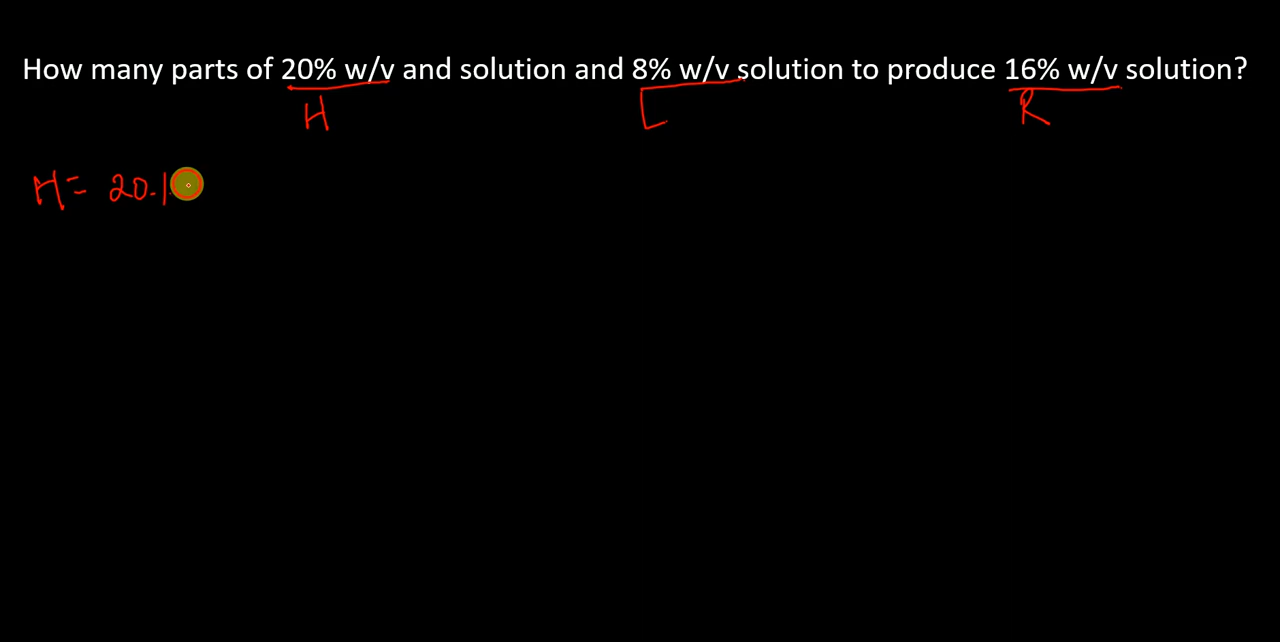 How many parts of 20% w/v and solution and 8% w/v solution to produce 16% w/v solution?
H L R
H = 20.1